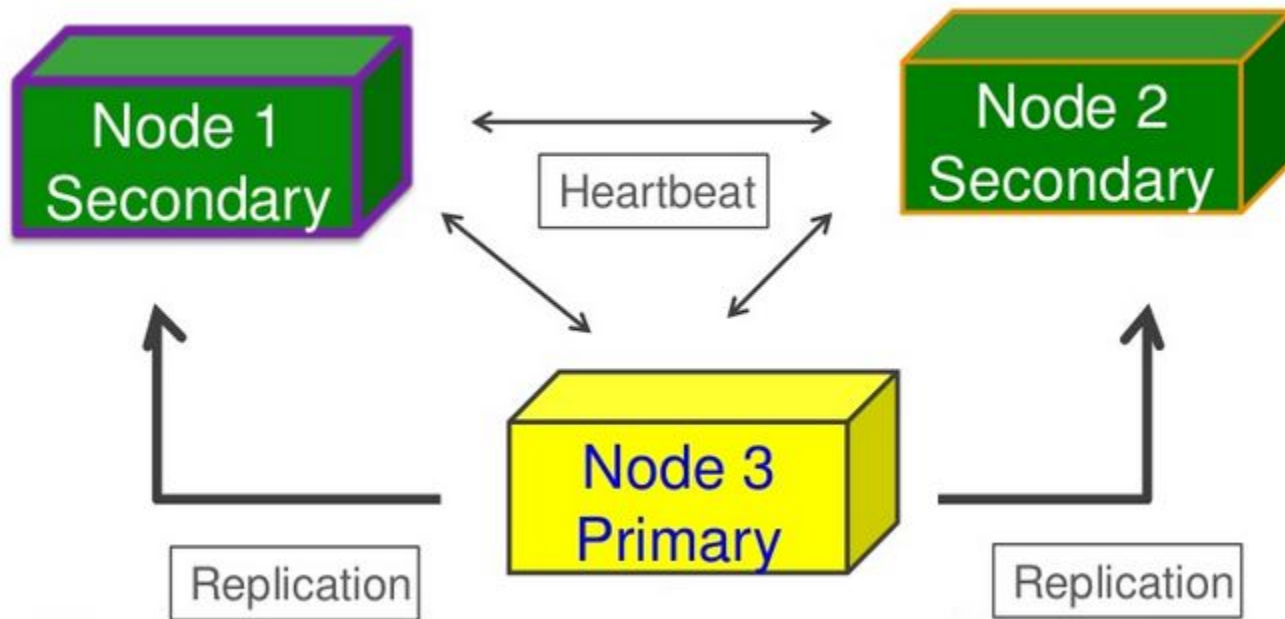 Node 1
Secondary
Node 2
Secondary
Heartbeat
Node 3
Primary
Replication
Replication